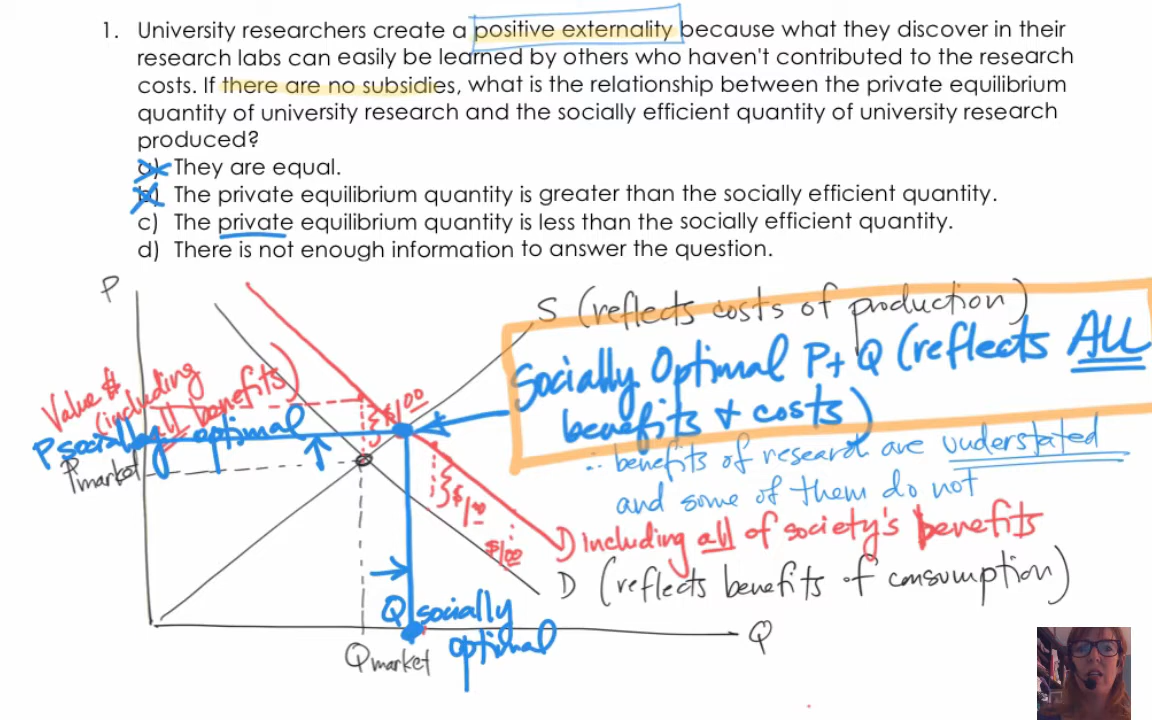 1. University researchers create a positive externality because what they discover in their
research labs can easily be learned by others who haven't contributed to the research
costs. If there are no subsidies, what is the relationship between the private equilibrium
quantity of university research and the socially efficient quantity of university research
produced?
a) They are equal.
b) The private equilibrium quantity is greater than the socially efficient quantity.
c) The private equilibrium quantity is less than the socially efficient quantity.
d) There is not enough information to answer the question.
P
S (reflects costs of production)
Socially Optimal P + Q (reflects ALL
benefits + costs)
Value $
(including
all benefits)
$1.00
P socially optimal
Pmarket
∴ benefits of research are understated
and some of them do not
{$1.00
$1.00
D including all of society's benefits
D (reflects benefits of consumption)
Q socially
optimal
Qmarket
Q